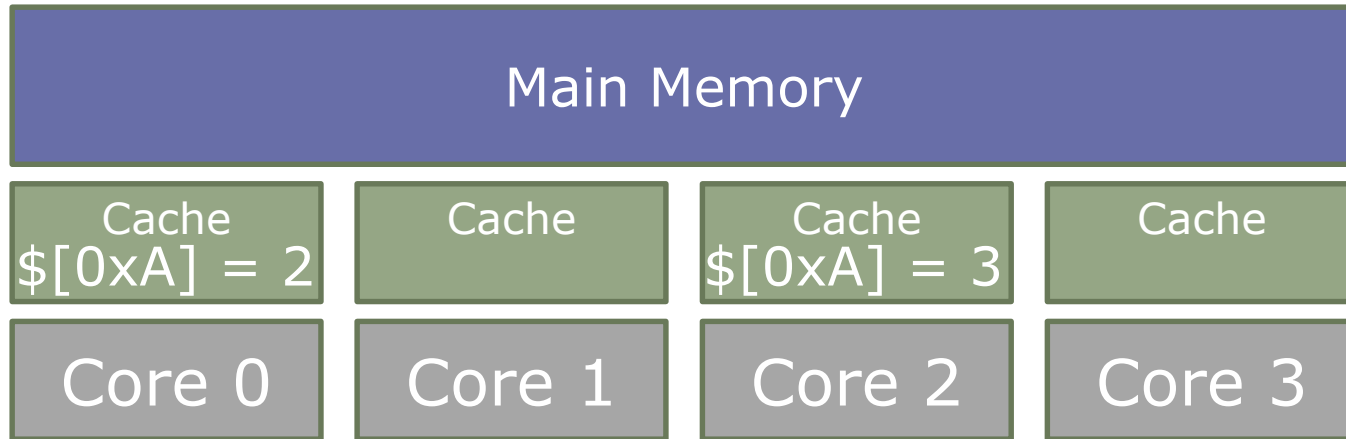 Main Memory
Cache
$[0xA] = 2
Cache
Cache
$[0xA] = 3
Cache
Core 0
Core 1
Core 2
Core 3